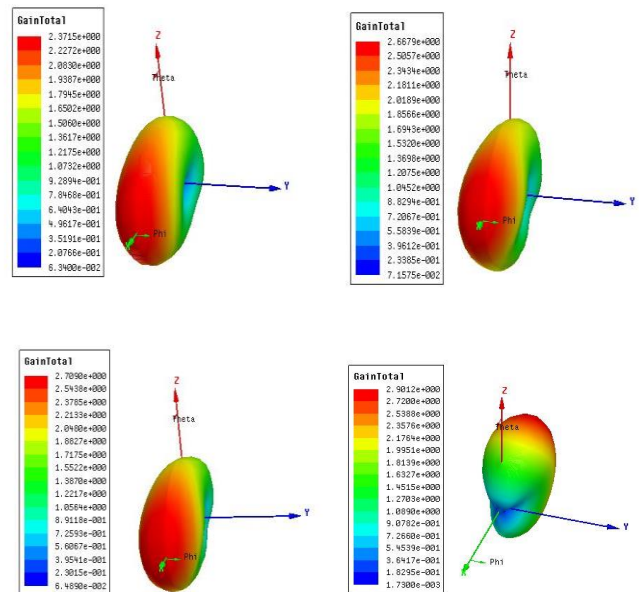 GainTotal
2.3715e+000
2.2272e+000
2.0830e+000
1.9387e+000
1.7945e+000
1.6502e+000
1.5060e+000
1.3617e+000
1.2175e+000
1.0732e+000
9.2894e-001
7.8468e-001
6.4043e-001
4.9617e-001
3.5191e-001
2.0766e-001
6.3400e-002
Z
Theta
Y
Phi
GainTotal
2.6679e+000
2.5057e+000
2.3434e+000
2.1811e+000
2.0189e+000
1.8566e+000
1.6943e+000
1.5320e+000
1.3698e+000
1.2075e+000
1.0452e+000
8.8294e-001
7.2067e-001
5.5839e-001
3.9612e-001
2.3385e-001
7.1575e-002
Z
Theta
Y
Phi
GainTotal
2.7090e+000
2.5438e+000
2.3785e+000
2.2133e+000
2.0480e+000
1.8827e+000
1.7175e+000
1.5522e+000
1.3870e+000
1.2217e+000
1.0564e+000
8.9118e-001
7.2593e-001
5.6067e-001
3.9541e-001
2.3015e-001
6.4890e-002
Z
Theta
Y
Phi
GainTotal
2.9012e+000
2.7200e+000
2.5388e+000
2.3576e+000
2.1764e+000
1.9951e+000
1.8139e+000
1.6327e+000
1.4515e+000
1.2703e+000
1.0890e+000
9.0782e-001
7.2660e-001
5.4539e-001
3.6417e-001
1.8295e-001
1.7300e-003
Z
Theta
Y
Phi
X